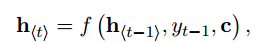 h⟨t⟩ = f (h⟨t−1⟩, yt−1, c) ,